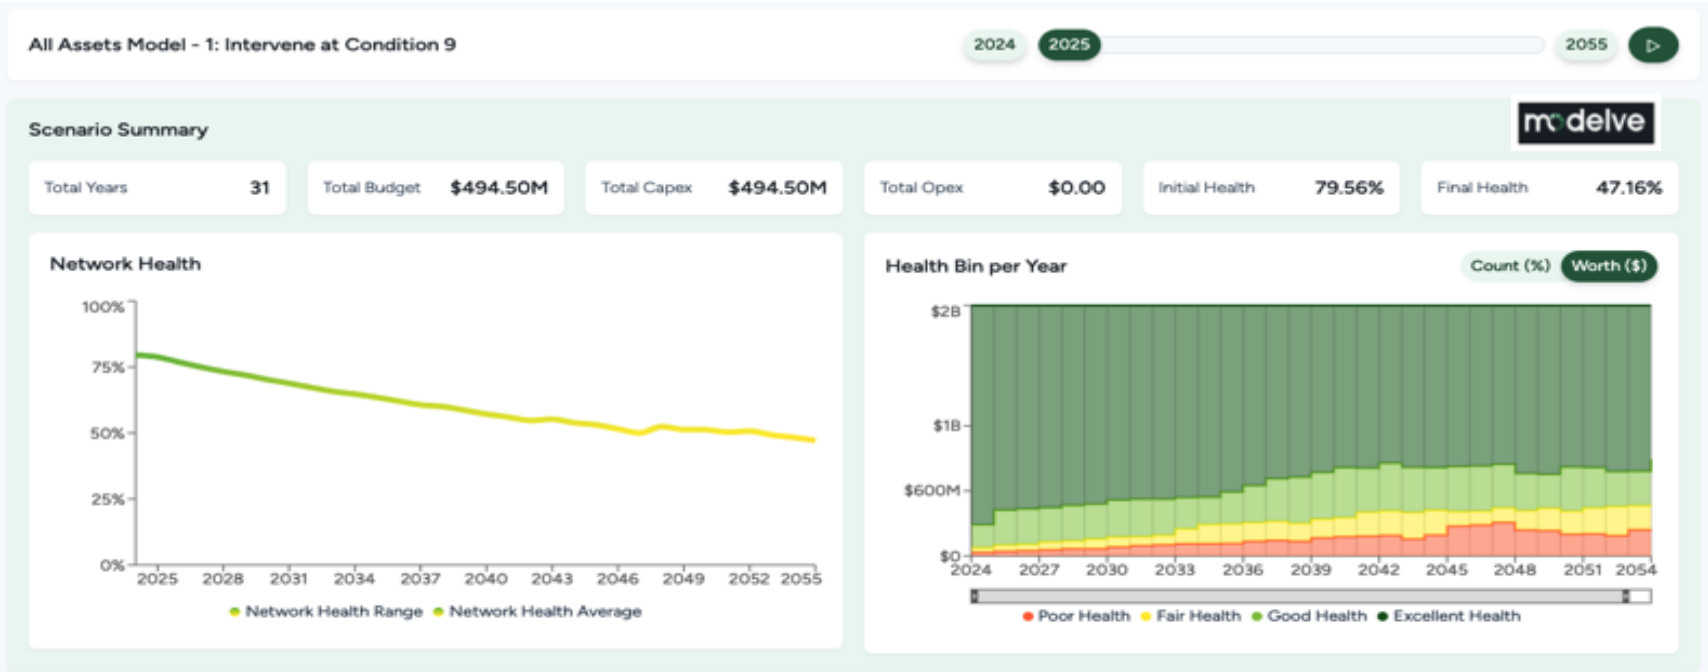 All Assets Model - 1: Intervene at Condition 9
2024 2025 2055
Scenario Summary
modelve
Total Years 31
Total Budget $494.50M
Total Capex $494.50M
Total Opex $0.00
Initial Health 79.56%
Final Health 47.16%
Network Health
100%
75%
50%
25%
0%
2025 2028 2031 2034 2037 2040 2043 2046 2049 2052 2055
Network Health Range Network Health Average
Health Bin per Year
Count (%) Worth ($)
$2B
$1B
$600M
$0
2024 2027 2030 2033 2036 2039 2042 2045 2048 2051 2054
Poor Health Fair Health Good Health Excellent Health